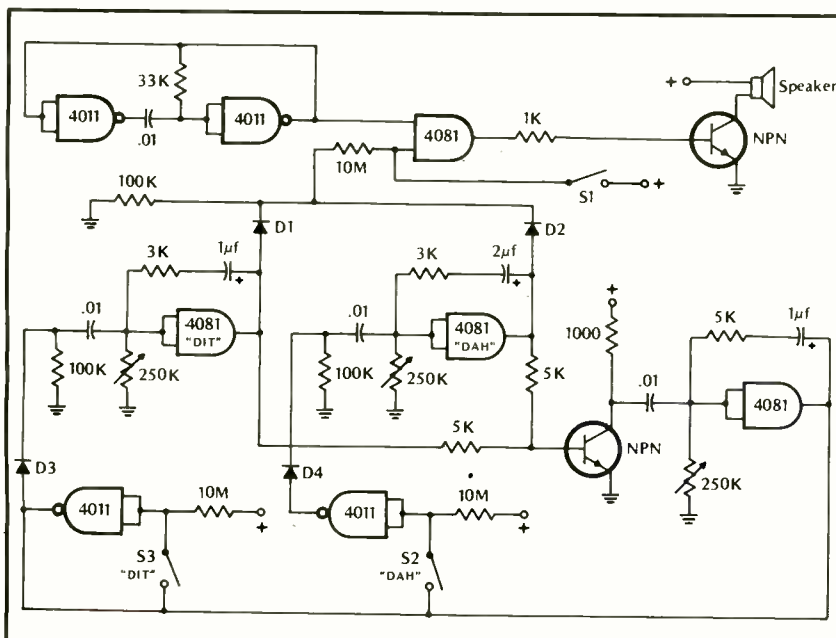 33K
4011
.01
4011
4081
1K
+
Speaker
NPN
10M
S1
+
100K
D1
D2
3K
1µf
+
3K
2µf
+
+
.01
4081
"DIT"
.01
4081
"DAH"
1000
5K
1µf
+
100K
250K
100K
250K
5K
.01
4081
5K
NPN
250K
D3
D4
4011
10M
+
4011
10M
+
S3
"DIT"
S2
"DAH"